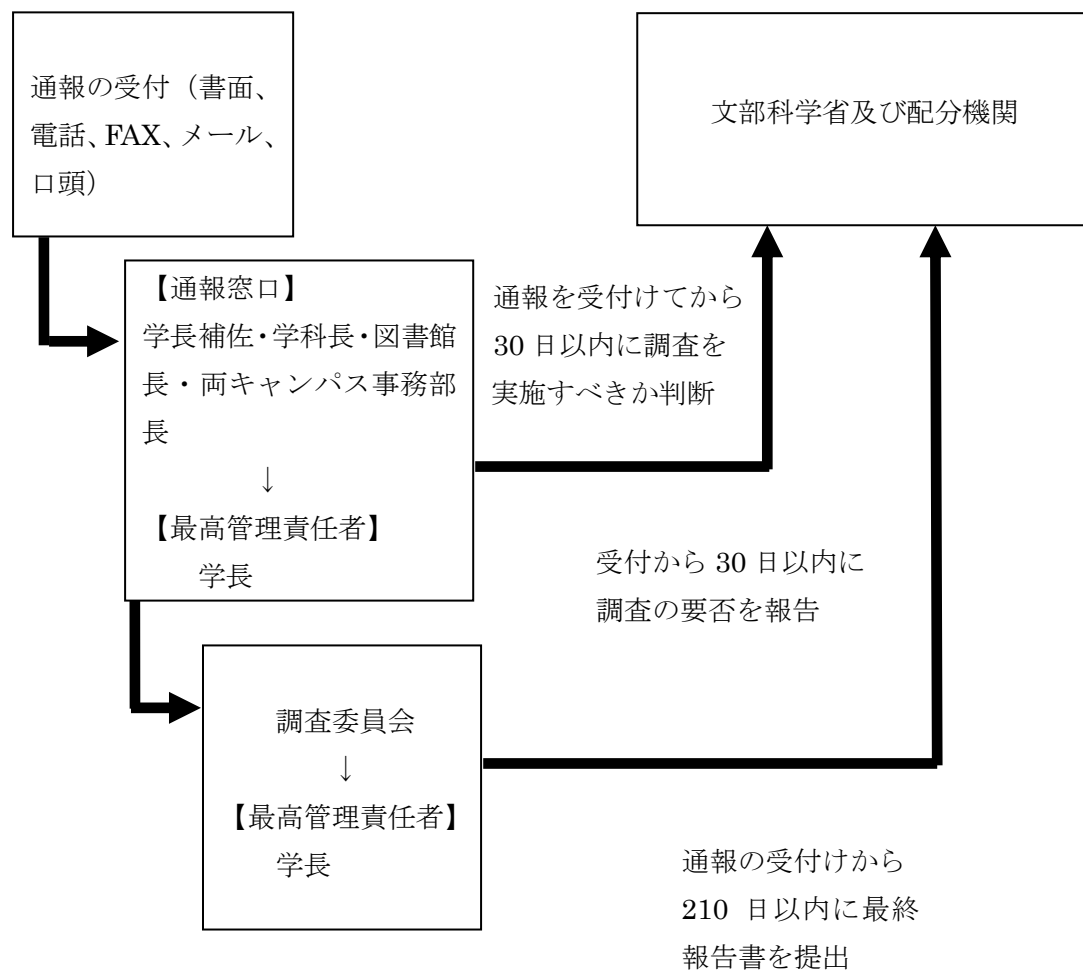 通報の受付（書面、
電話、FAX、メール、
口頭）
文部科学省及び配分機関
【通報窓口】
学長補佐・学科長・図書館
長・両キャンパス事務部
長
↓
【最高管理責任者】
学長
通報を受付けてから
30日以内に調査を
実施すべきか判断
受付から30日以内に
調査の要否を報告
調査委員会
↓
【最高管理責任者】
学長
通報の受付けから
210 日以内に最終
報告書を提出